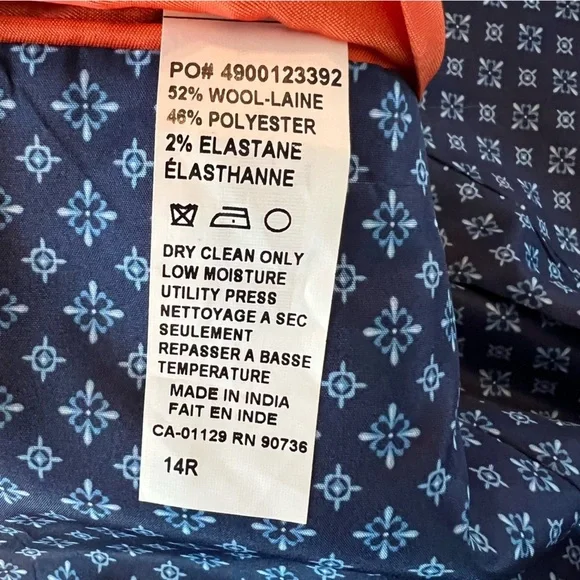 PO# 4900123392
52% WOOL-LAINE
46% POLYESTER
2% ELASTANE
ÉLASTHANNE
DRY CLEAN ONLY
LOW MOISTURE
UTILITY PRESS
NETTOYAGE A SEC
SEULEMENT
REPASSER A BASSE
TEMPERATURE
MADE IN INDIA
FAIT EN INDE
CA-01129 RN 90736
14R